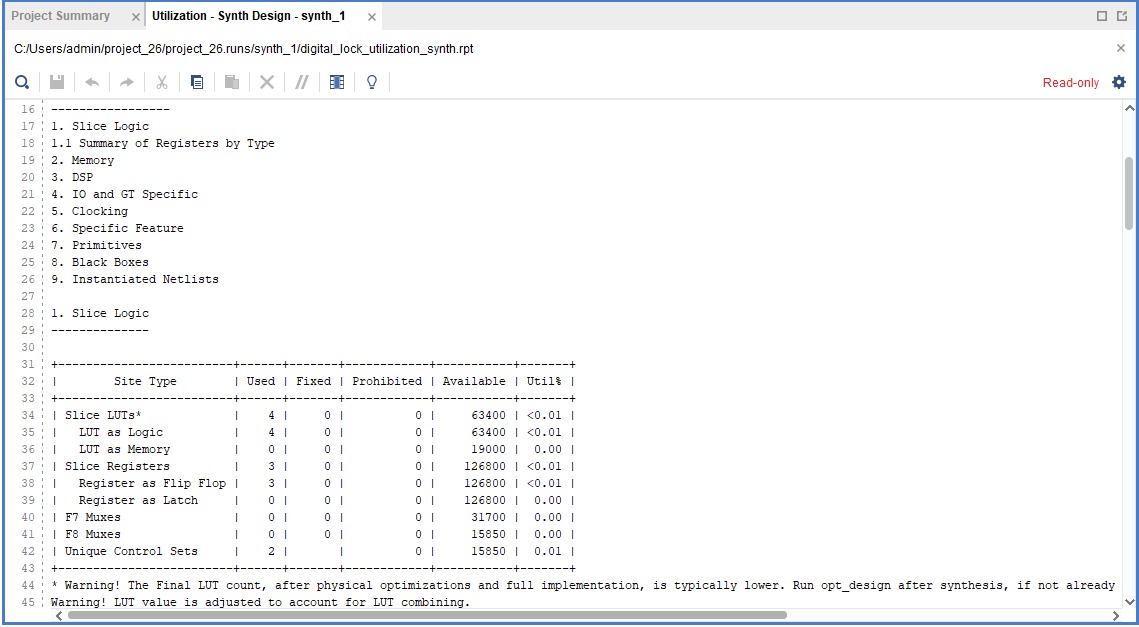 Project Summary × Utilization - Synth Design - synth_1 ×
C:/Users/admin/project_26/project_26.runs/synth_1/digital_lock_utilization_synth.rpt
Read-only
16 -----------------
17 1. Slice Logic
18 1.1 Summary of Registers by Type
19 2. Memory
20 3. DSP
21 4. IO and GT Specific
22 5. Clocking
23 6. Specific Feature
24 7. Primitives
25 8. Black Boxes
26 9. Instantiated Netlists
27
28 1. Slice Logic
29 --------------
30
31 +-------------------------+------+-------+------------+-----------+-------+
32 |        Site Type        | Used | Fixed | Prohibited | Available | Util% |
33 +-------------------------+------+-------+------------+-----------+-------+
34 | Slice LUTs*             |    4 |     0 |          0 |     63400 | <0.01 |
35 |   LUT as Logic          |    4 |     0 |          0 |     63400 | <0.01 |
36 |   LUT as Memory         |    0 |     0 |          0 |     19000 |  0.00 |
37 | Slice Registers         |    3 |     0 |          0 |    126800 | <0.01 |
38 |   Register as Flip Flop |    3 |     0 |          0 |    126800 | <0.01 |
39 |   Register as Latch     |    0 |     0 |          0 |    126800 |  0.00 |
40 | F7 Muxes                |    0 |     0 |          0 |     31700 |  0.00 |
41 | F8 Muxes                |    0 |     0 |          0 |     15850 |  0.00 |
42 | Unique Control Sets     |    2 |       |          0 |     15850 |  0.01 |
43 +-------------------------+------+-------+------------+-----------+-------+
44 * Warning! The Final LUT count, after physical optimizations and full implementation, is typically lower. Run opt_design after synthesis, if not already
45 Warning! LUT value is adjusted to account for LUT combining.